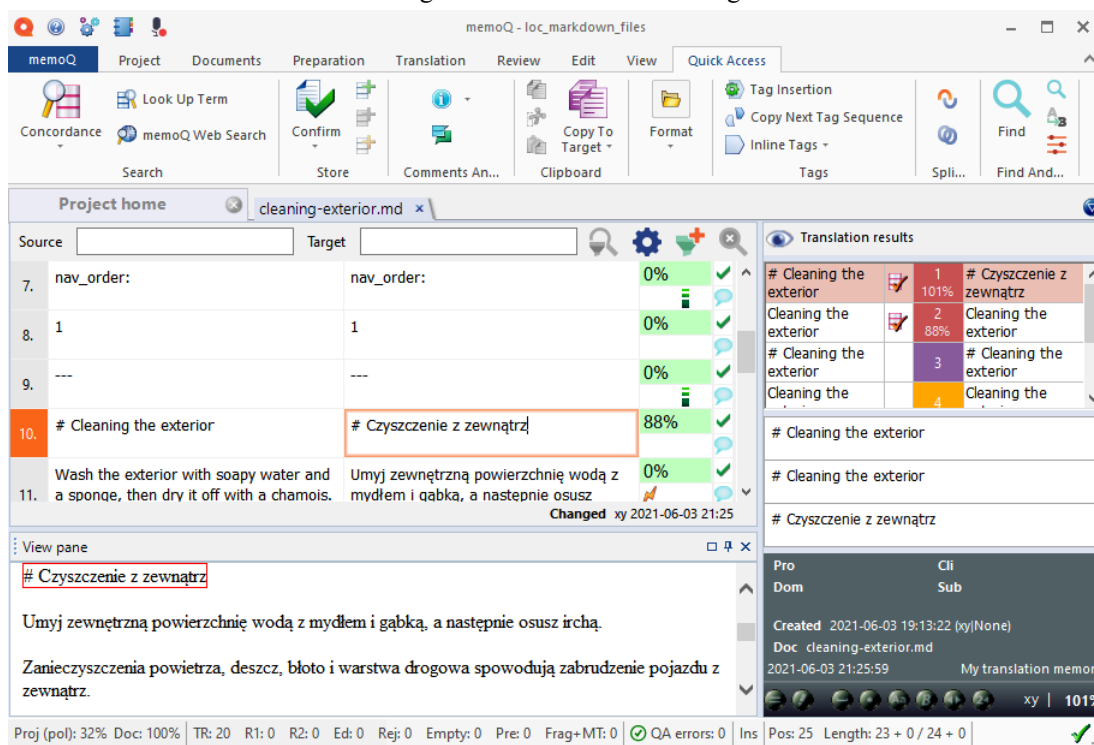 memoQ - loc_markdown_files
memoQ Project Documents Preparation Translation Review Edit View Quick Access
Concordance
Look Up Term
memoQ Web Search
Search
Confirm
Store
Comments An...
Copy To
Target
Clipboard
Format
Tag Insertion
Copy Next Tag Sequence
Inline Tags
Tags
Spli...
Find
Find And...
Project home
cleaning-exterior.md
Source
Target
7. nav_order: nav_order: 0%
8. 1 1 0%
9. --- --- 0%
10. # Cleaning the exterior # Czyszczenie z zewnątrz 88%
11. Wash the exterior with soapy water and Umyj zewnętrzną powierzchnię wodą z 0%
a sponge, then dry it off with a chamois. mydłem i gąbką, a następnie osusz
Changed xy 2021-06-03 21:25
View pane
# Czyszczenie z zewnątrz
Umyj zewnętrzną powierzchnię wodą z mydłem i gąbką, a następnie osusz irchą.
Zanieczyszczenia powietrza, deszcz, błoto i warstwa drogowa spowodują zabrudzenie pojazdu z
zewnątrz.
Translation results
# Cleaning the 1 # Czyszczenie z
exterior 101% zewnątrz
Cleaning the 2 Cleaning the
exterior 88% exterior
# Cleaning the 3 # Cleaning the
exterior exterior
Cleaning the 4 Cleaning the
# Cleaning the exterior
# Cleaning the exterior
# Czyszczenie z zewnątrz
Pro Cli
Dom Sub
Created 2021-06-03 19:13:22 (xy|None)
Doc cleaning-exterior.md
2021-06-03 21:25:59 My translation memor
xy | 101%
Proj (pol): 32% Doc: 100% TR: 20 R1: 0 R2: 0 Ed: 0 Rej: 0 Empty: 0 Pre: 0 Frag+MT: 0 QA errors: 0 Ins Pos: 25 Length: 23 + 0 / 24 + 0